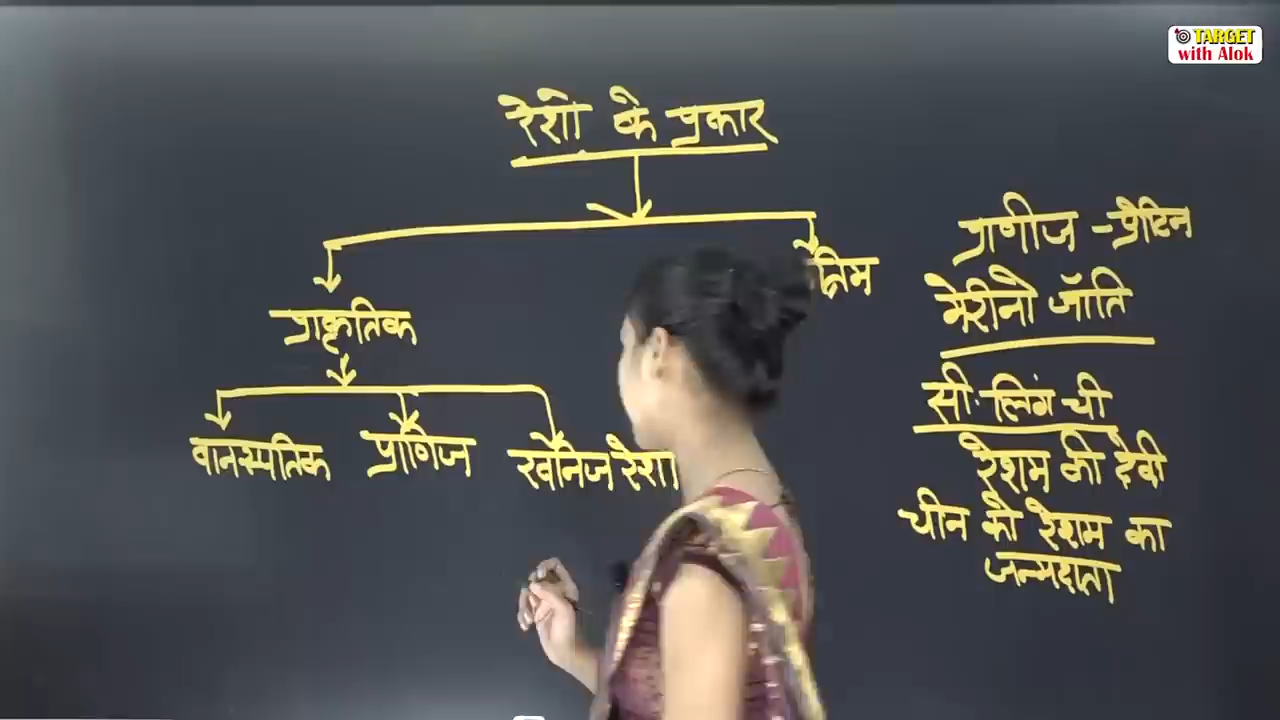 TARGET
with Alok
रेशो के प्रकार
प्राकृतिक
वानस्पतिक प्राणिज खनिज रेशा
प्राणीज - प्रोटिन
मेरीनो जॉति
सी. लिंग ची
रेशम की देवी
चीन को रेशम का
जन्मदाता